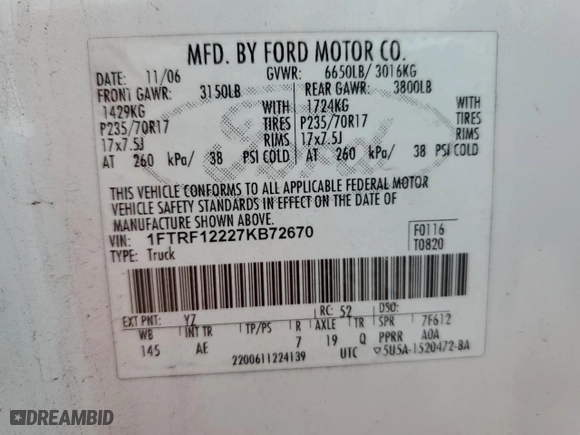 MFD. BY FORD MOTOR CO.
DATE: 11/06 GVWR: 6650LB/ 3016KG
FRONT GAWR: 3150LB REAR GAWR: 3800LB
1429KG WITH 1724KG WITH
P235/70R17 TIRES P235/70R17 TIRES
17x7.5J RIMS 17x7.5J RIMS
AT 260 kPa/ 38 PSI COLD AT 260 kPa/ 38 PSI COLD
THIS VEHICLE CONFORMS TO ALL APPLICABLE FEDERAL MOTOR
VEHICLE SAFETY STANDARDS IN EFFECT ON THE DATE OF
MANUFACTURE SHOWN ABOVE.
VIN: 1FTRF12227KB72670 F0116
TYPE: Truck T0820
EXT PNT: YZ RC: 52 DSO:
WB INT TR TP/PS R AXLE TR SPR 7F612
145 AE 7 19 Q PPRR AOA
2200611224139 UTC ▽5U5A-1520472-BA
Ford
DREAMBID